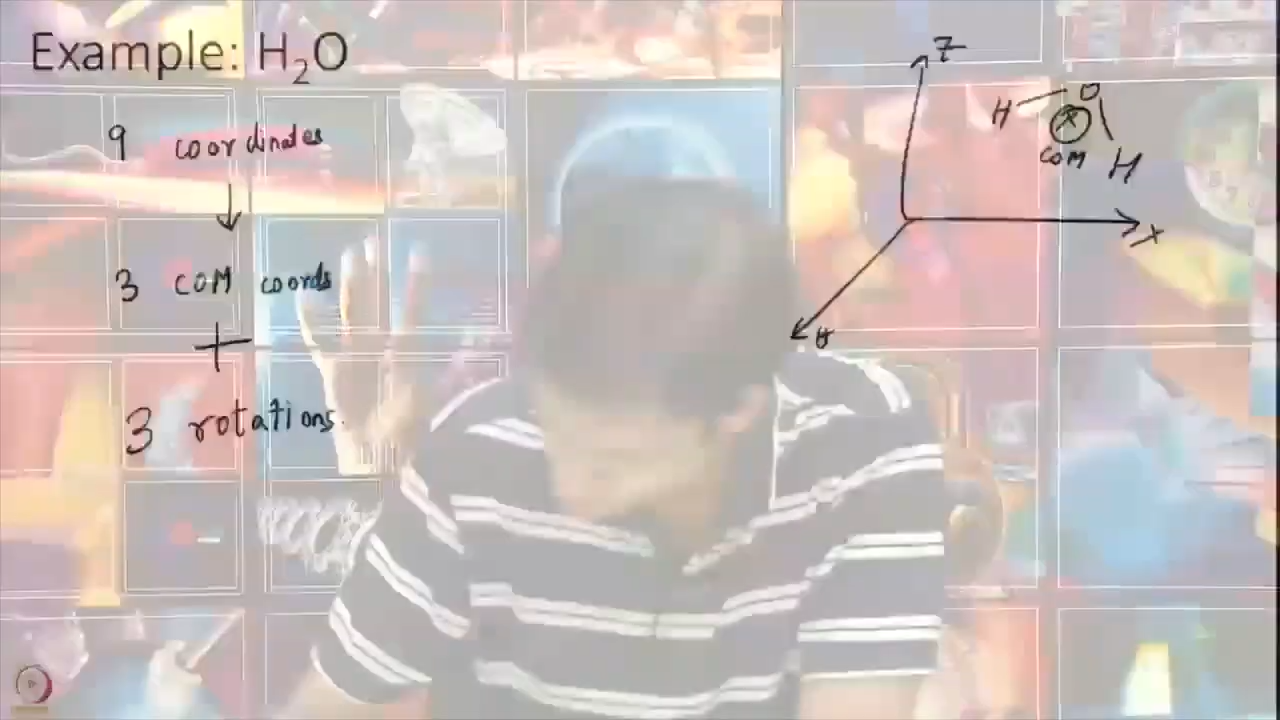 Example: H₂O
9 coordinates
↓
3 COM coords
+
3 rotations
Z
H O
COM H
X
y